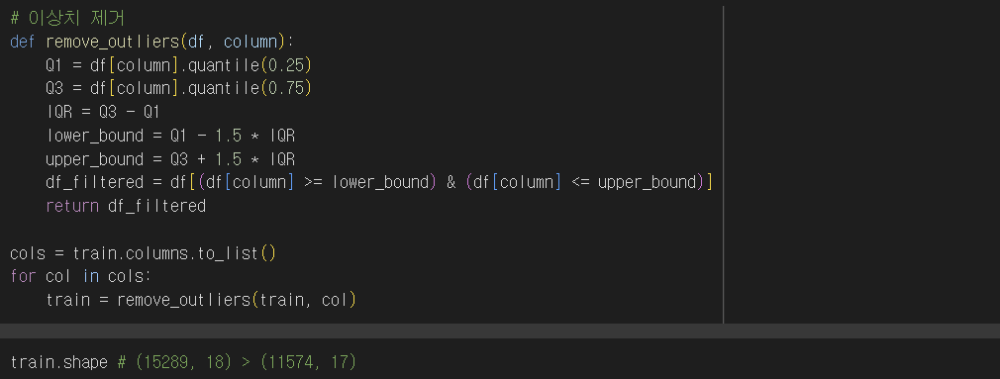 # 이상치 제거
def remove_outliers(df, column):
    Q1 = df[column].quantile(0.25)
    Q3 = df[column].quantile(0.75)
    IQR = Q3 - Q1
    lower_bound = Q1 - 1.5 * IQR
    upper_bound = Q3 + 1.5 * IQR
    df_filtered = df[(df[column] >= lower_bound) & (df[column] <= upper_bound)]
    return df_filtered
cols = train.columns.to_list()
for col in cols:
    train = remove_outliers(train, col)
train.shape # (15289, 18) > (11574, 17)